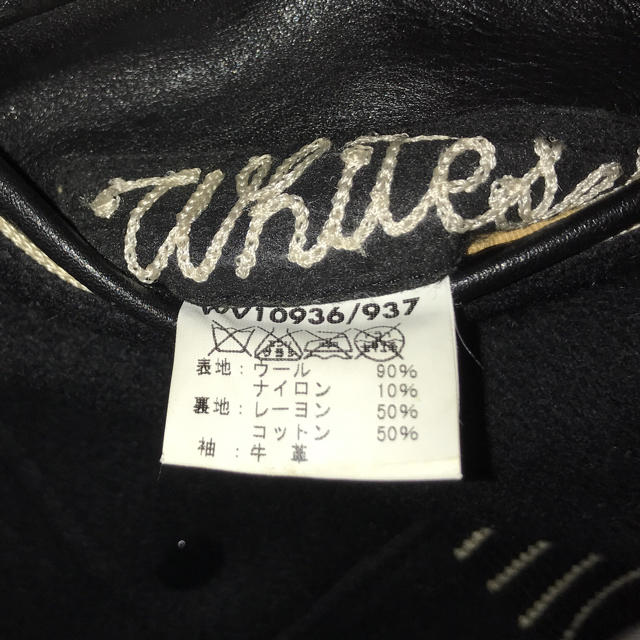 Whites
WV10936/937
表地:ウール 90%
ナイロン 10%
裏地:レーヨン 50%
コットン 50%
袖:牛革